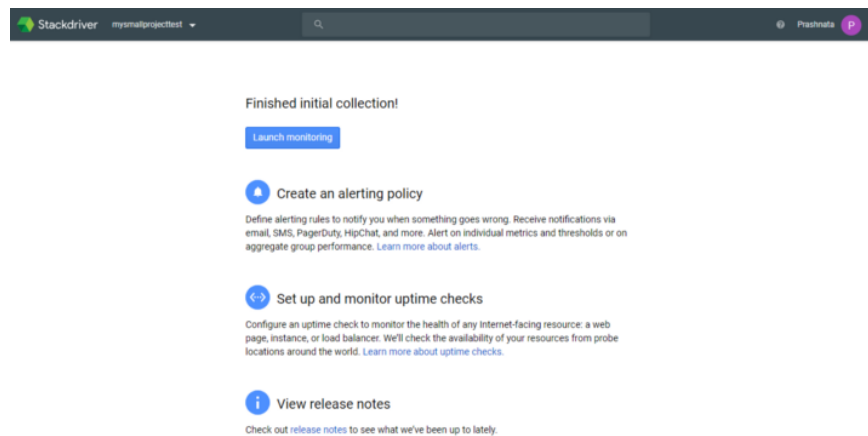 Stackdriver mysmallprojecttest Prashnata P
Finished initial collection!
Launch monitoring
Create an alerting policy
Define alerting rules to notify you when something goes wrong. Receive notifications via
email, SMS, PagerDuty, HipChat, and more. Alert on individual metrics and thresholds or on
aggregate group performance. Learn more about alerts.
Set up and monitor uptime checks
Configure an uptime check to monitor the health of any Internet-facing resource: a web
page, instance, or load balancer. We'll check the availability of your resources from probe
locations around the world. Learn more about uptime checks.
View release notes
Check out release notes to see what we've been up to lately.